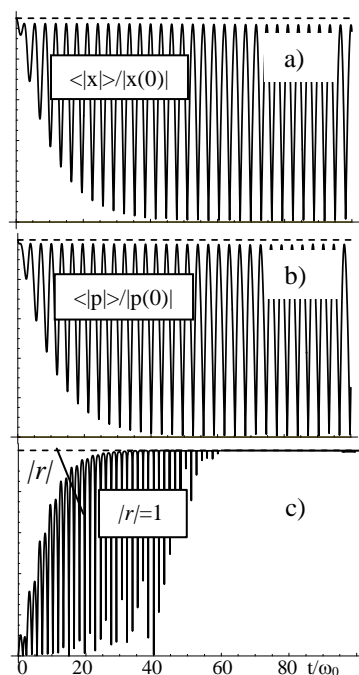 a)
<|x|>/|x(0)|
b)
<|p|>/|p(0)|
|r|
|r|=1
c)
0 20 40 60 80 t/ω₀